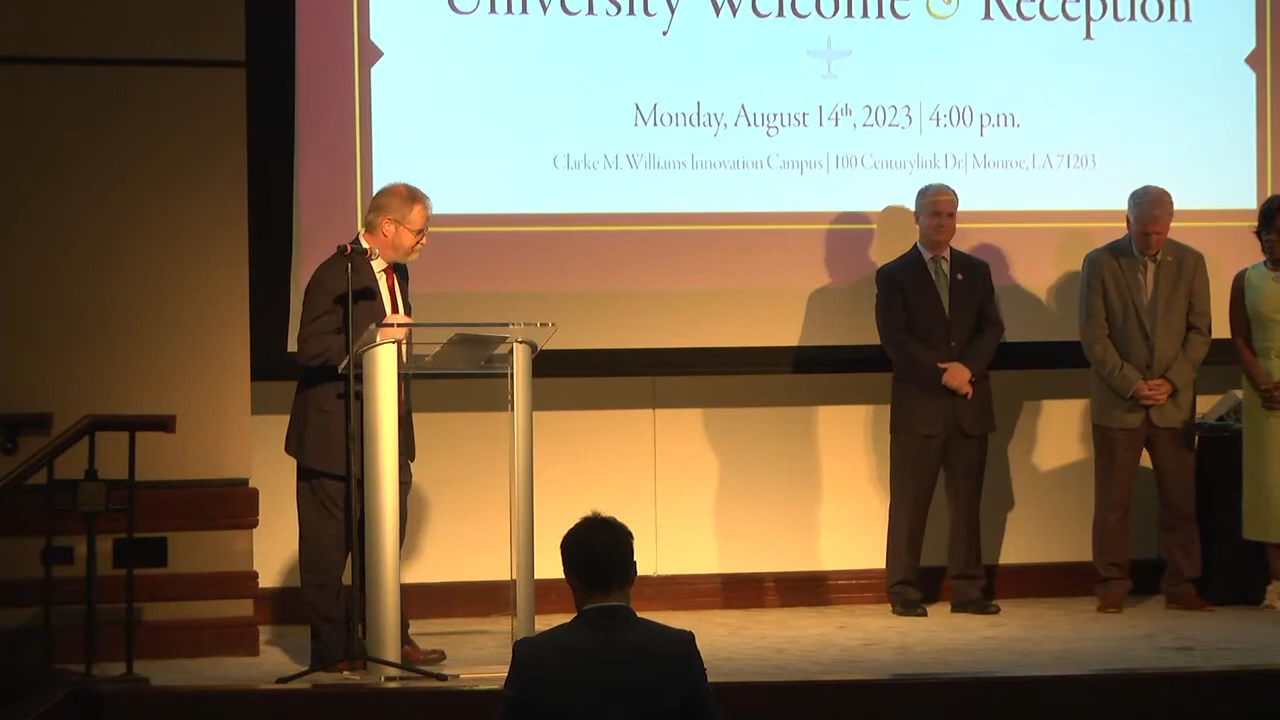 University Welcome & Reception
Monday, August 14th, 2023 | 4:00 p.m.
Clarke M. Williams Innovation Campus | 100 Centurylink Dr| Monroe, LA 71203